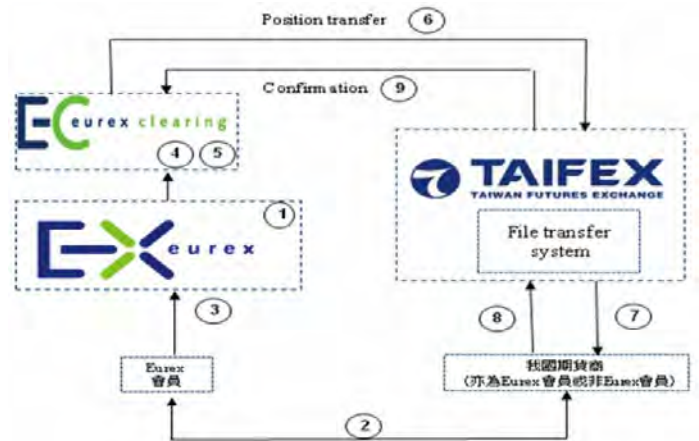 Position transfer 6
Confirmation 9
eurex clearing
4 5
TAIFEX
TAIWAN FUTURES EXCHANGE
1
eurex
File transfer
system
3
8
7
Eurex
會員
我國期貨商
(亦為Eurex會員或非Eurex會員)
2